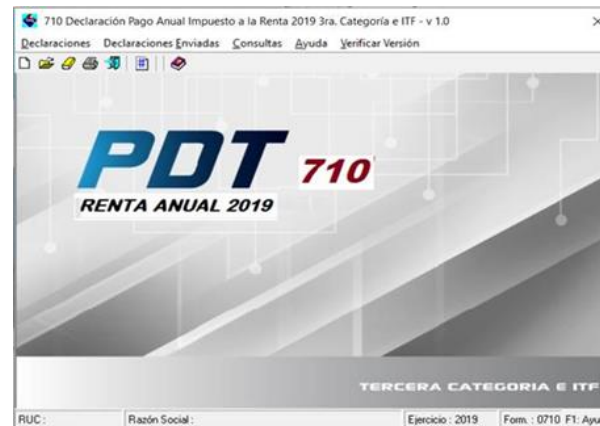 710 Declaración Pago Anual Impuesto a la Renta 2019 3ra. Categoría e ITF - v 1.0
Declaraciones Declaraciones Enviadas Consultas Ayuda Verificar Versión
PDT 710
RENTA ANUAL 2019
TERCERA CATEGORIA E ITF
RUC : Razón Social : Ejercicio : 2019 Form. : 0710 F1: Ayu